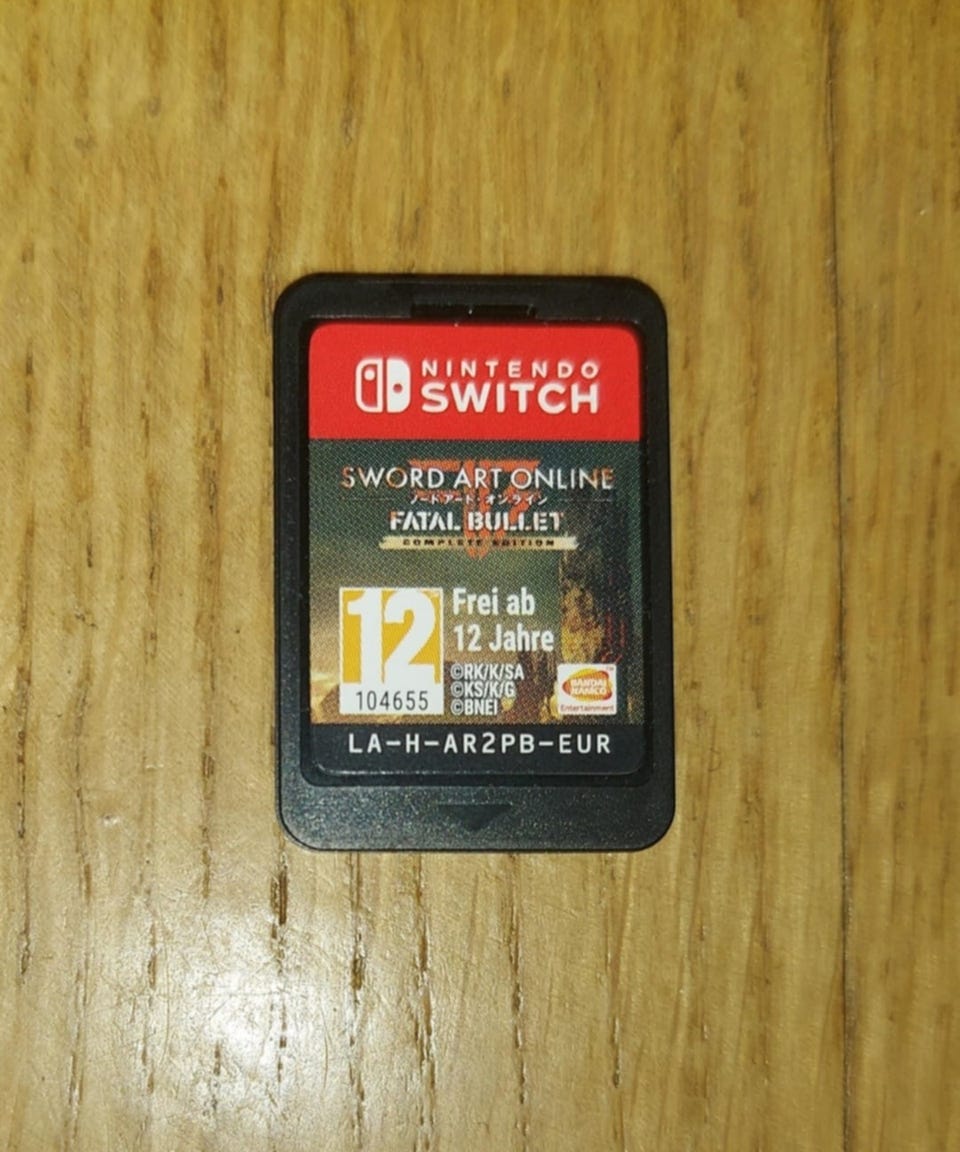 NINTENDO
SWITCH
SWORD ART ONLINE
ソードアート・オンライン
FATAL BULLET
COMPLETE EDITION
12
104655
Frei ab
12 Jahre
©RK/K/SA
©KS/K/G
©BNEI
BANDAI
NAMCO
Entertainment
LA-H-AR2PB-EUR